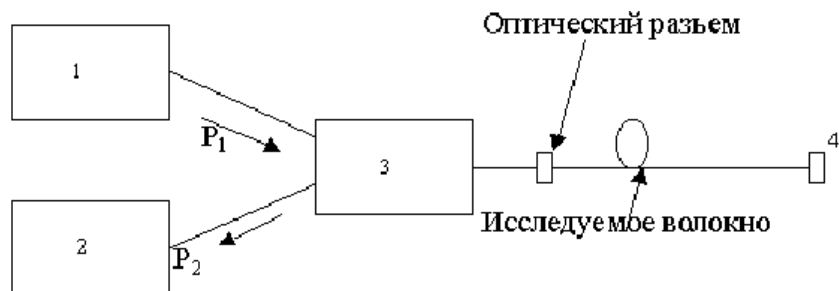 Оптический разьем
1
P1
3
4
Исследуемое волокно
2
P2